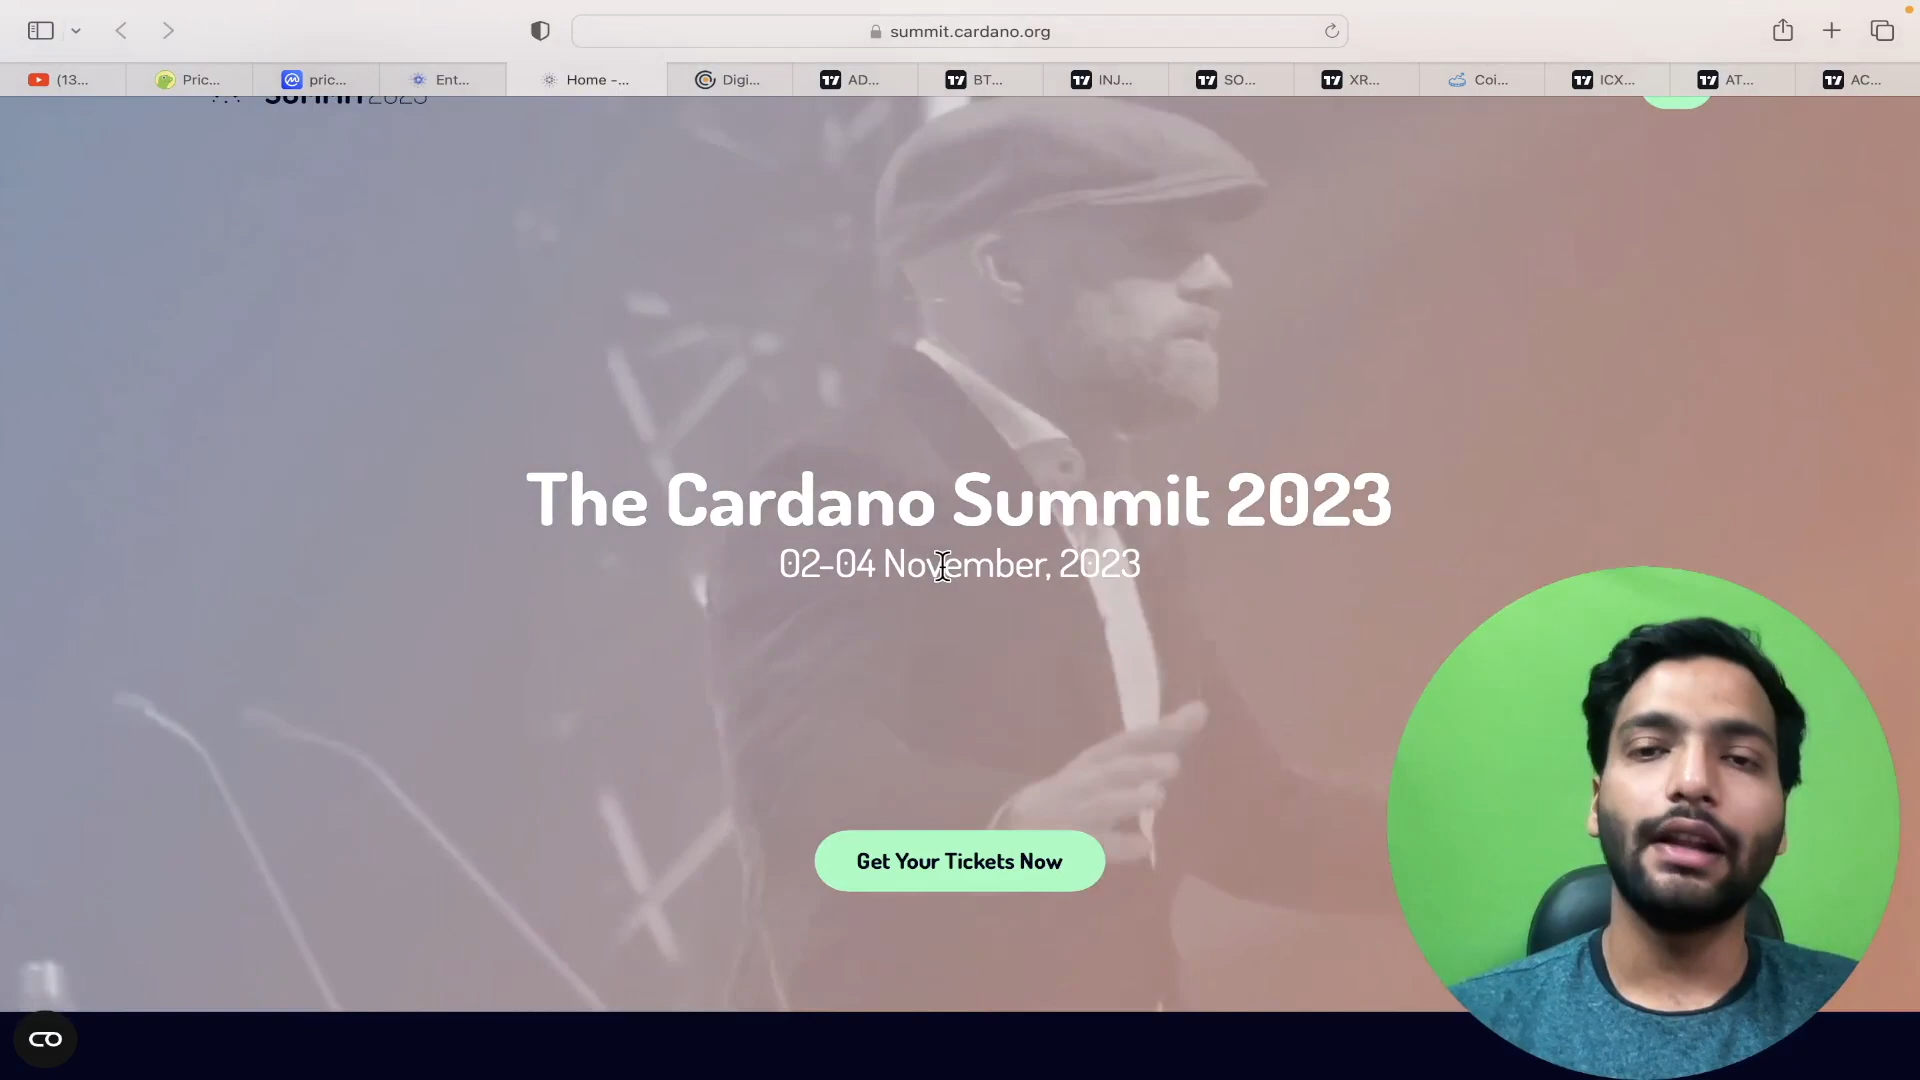 summit.cardano.org
(13...
Pric...
pric...
Ent...
Home -...
Digi...
AD...
BT...
INJ...
SO...
XR...
Coi...
ICX...
AT...
AC...
SUMMIT2023
The Cardano Summit 2023
02-04 November, 2023
Get Your Tickets Now